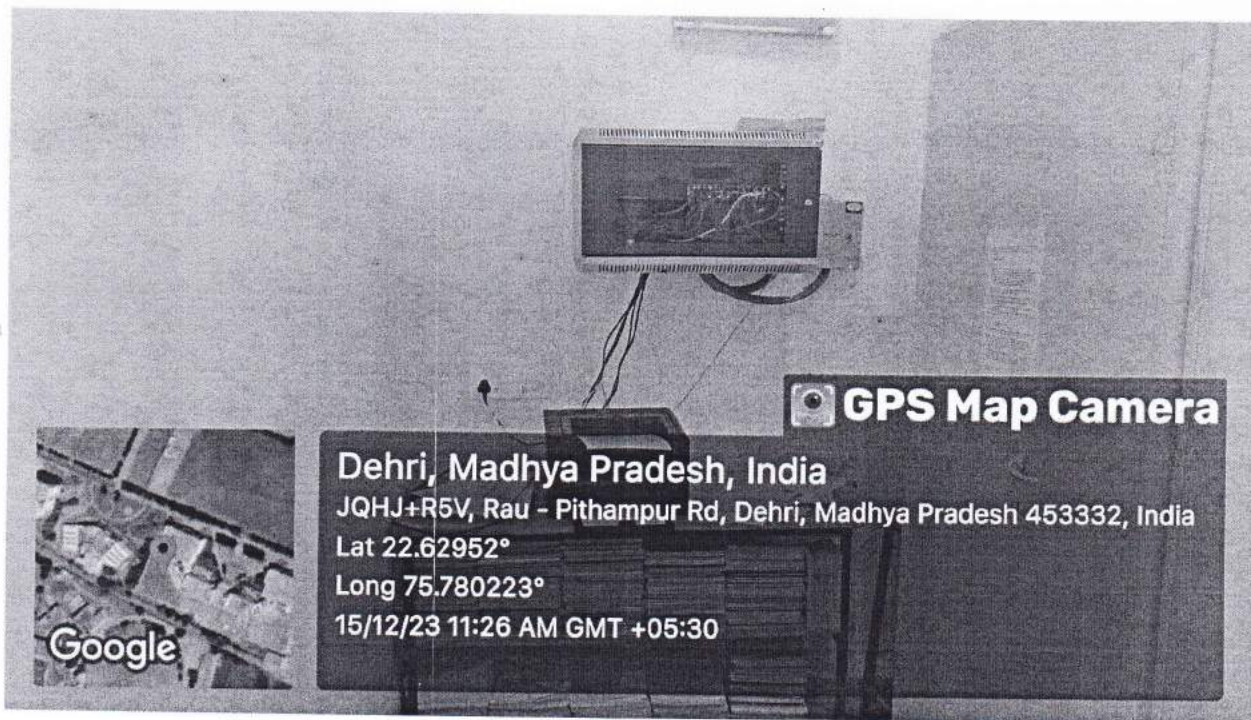 GPS Map Camera
Dehri, Madhya Pradesh, India
JQHJ+R5V, Rau - Pithampur Rd, Dehri, Madhya Pradesh 453332, India
Lat 22.62952°
Long 75.780223°
15/12/23 11:26 AM GMT +05:30
Google